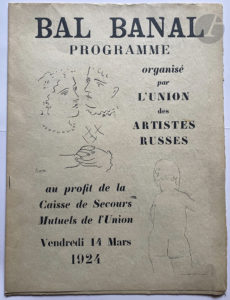 BAL BANAL
PROGRAMME
organisé
par
L'UNION
des
ARTISTES
RUSSES
au profit de la
Caisse de Secours
Mutuels de l'Union
Vendredi 14 Mars
1924